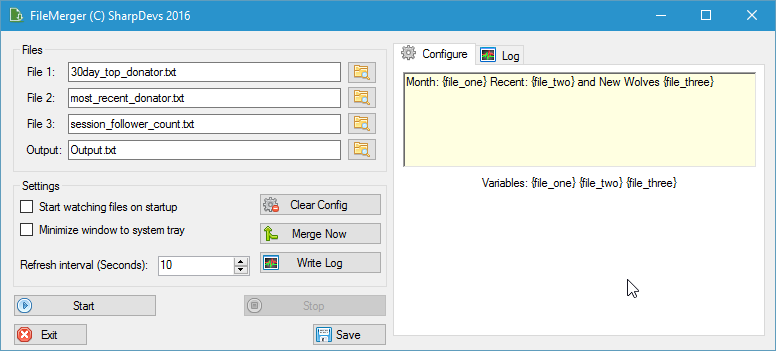 FileMerger (C) SharpDevs 2016
Files
File 1: 30day_top_donator.txt
File 2: most_recent_donator.txt
File 3: session_follower_count.txt
Output: Output.txt
Settings
Start watching files on startup
Minimize window to system tray
Refresh interval (Seconds): 10
Clear Config
Merge Now
Write Log
Start
Stop
Exit
Save
Configure
Log
Month: {file_one} Recent: {file_two} and New Wolves {file_three}
Variables: {file_one} {file_two} {file_three}